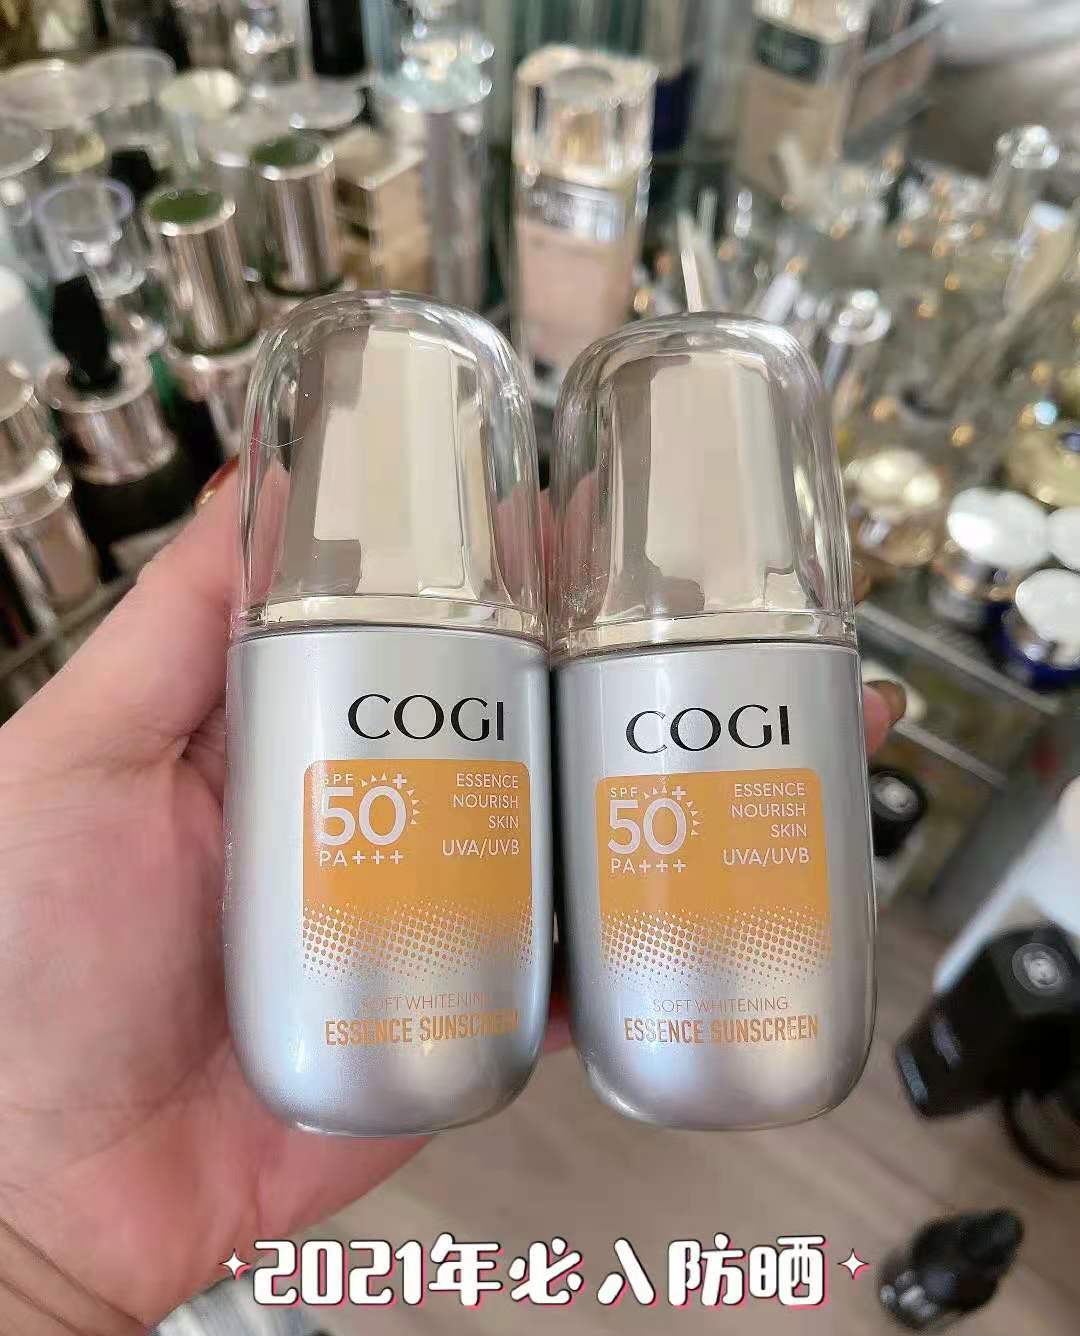 COGI
SPF
50+
PA+++
ESSENCE
NOURISH
SKIN
UVA/UVB
SOFT WHITENING
ESSENCE SUNSCREEN
COGI
SPF
50+
PA+++
ESSENCE
NOURISH
SKIN
UVA/UVB
SOFT WHITENING
ESSENCE SUNSCREEN
2021年必入防晒